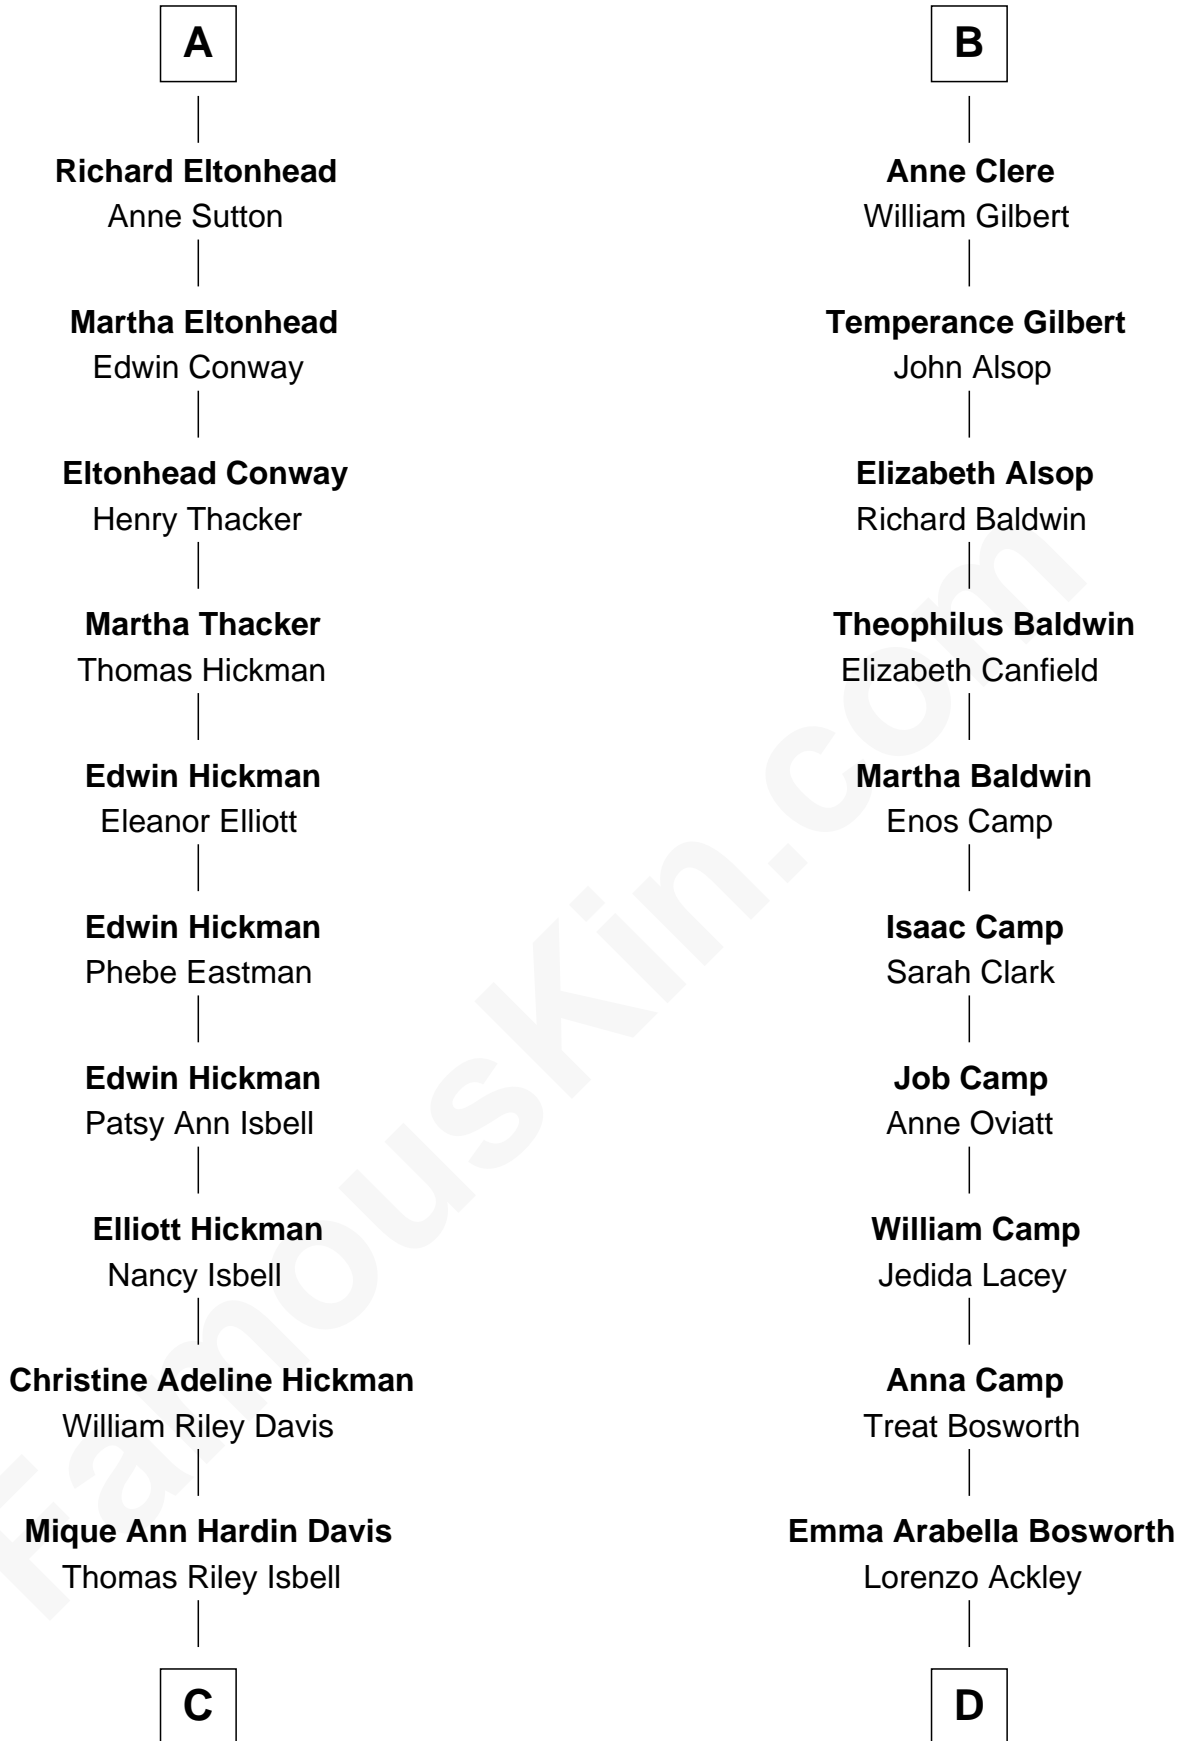 A
Richard Eltonhead
Anne Sutton
Martha Eltonhead
Edwin Conway
Eltonhead Conway
Henry Thacker
Martha Thacker
Thomas Hickman
Edwin Hickman
Eleanor Elliott
Edwin Hickman
Phebe Eastman
Edwin Hickman
Patsy Ann Isbell
Elliott Hickman
Nancy Isbell
Christine Adeline Hickman
William Riley Davis
Mique Ann Hardin Davis
Thomas Riley Isbell
C
B
Anne Clere
William Gilbert
Temperance Gilbert
John Alsop
Elizabeth Alsop
Richard Baldwin
Theophilus Baldwin
Elizabeth Canfield
Martha Baldwin
Enos Camp
Isaac Camp
Sarah Clark
Job Camp
Anne Oviatt
William Camp
Jedida Lacey
Anna Camp
Treat Bosworth
Emma Arabella Bosworth
Lorenzo Ackley
D
FamousKin.com